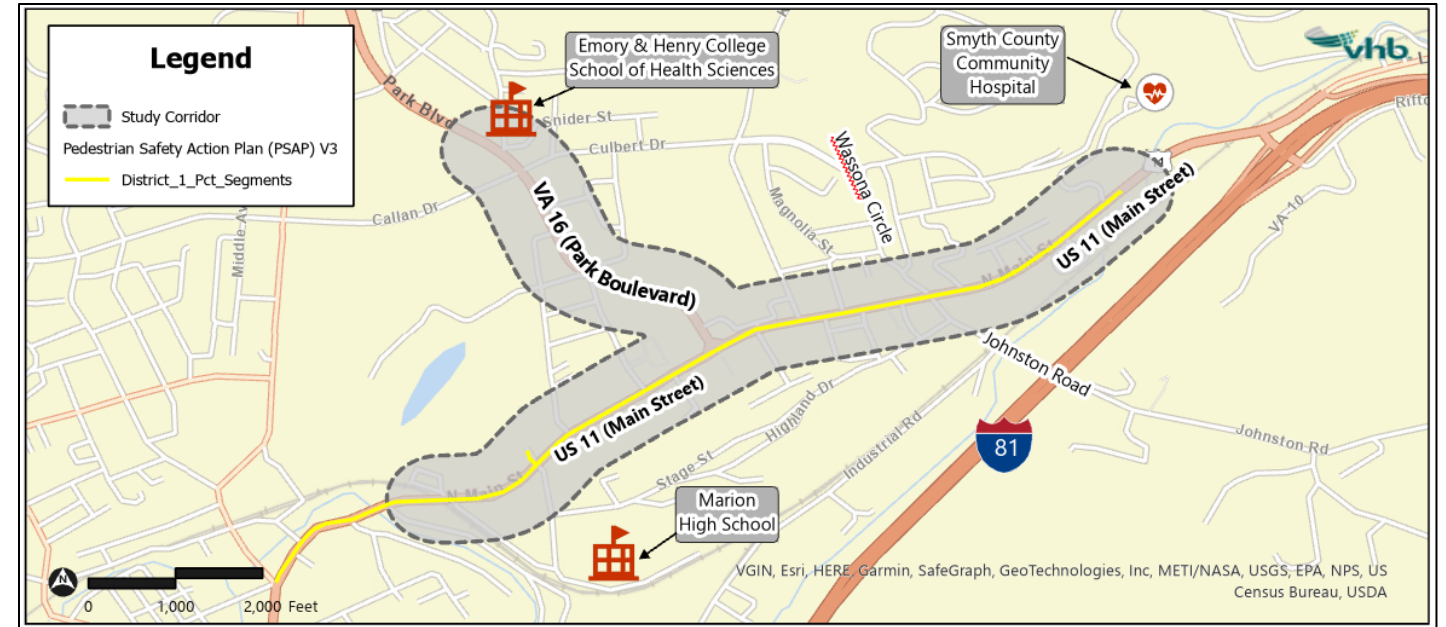 Legend
Study Corridor
Pedestrian Safety Action Plan (PSAP) V3
District_1_Pct_Segments
Emory & Henry College
School of Health Sciences
Smyth County
Community
Hospital
vhb
Park Blvd
Snider St
Culbert Dr
Callan Dr
Middle Av
Magnolia St
Wassona Circle
VA 16 (Park Boulevard)
N Main St
US 11 (Main Street)
VA-10
Johnston Road
Johnston Rd
81
US 11 (Main Street)
N Main St
Highland Dr
Stage St
Industrial Rd
Marion
High School
N
0 1,000 2,000 Feet
VGIN, Esri, HERE, Garmin, SafeGraph, GeoTechnologies, Inc, METI/NASA, USGS, EPA, NPS, US
Census Bureau, USDA